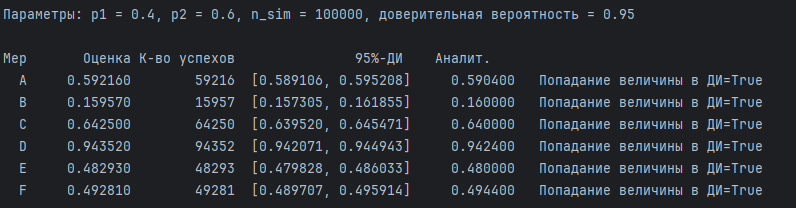 Параметры: p1 = 0.4, p2 = 0.6, n_sim = 100000, доверительная вероятность = 0.95
Мер Оценка К-во успехов 95%-ДИ Аналит.
A 0.592160 59216 [0.589106, 0.595208] 0.590400 Попадание величины в ДИ=True
B 0.159570 15957 [0.157305, 0.161855] 0.160000 Попадание величины в ДИ=True
C 0.642500 64250 [0.639520, 0.645471] 0.640000 Попадание величины в ДИ=True
D 0.943520 94352 [0.942071, 0.944943] 0.942400 Попадание величины в ДИ=True
E 0.482930 48293 [0.479828, 0.486033] 0.480000 Попадание величины в ДИ=True
F 0.492810 49281 [0.489707, 0.495914] 0.494400 Попадание величины в ДИ=True